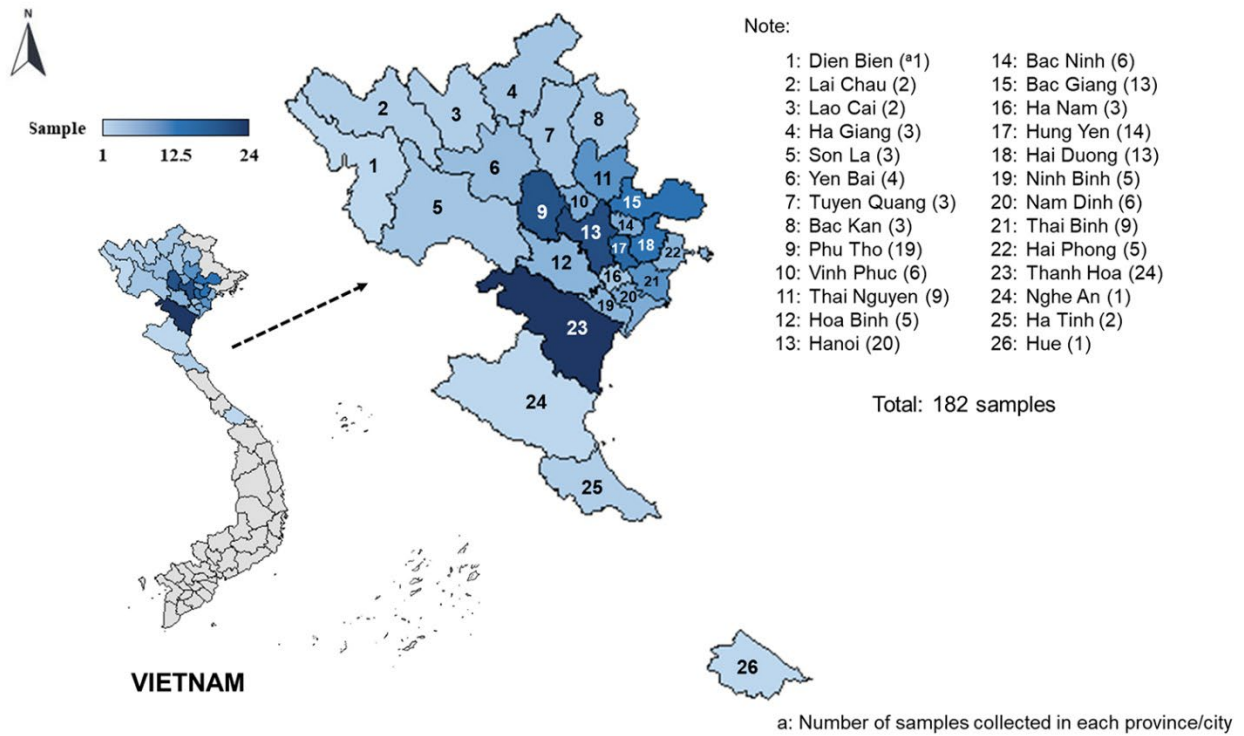 N
Sample
1 12.5 24
Note:
1: Dien Bien (ª1)
2: Lai Chau (2)
3: Lao Cai (2)
4: Ha Giang (3)
5: Son La (3)
6: Yen Bai (4)
7: Tuyen Quang (3)
8: Bac Kan (3)
9: Phu Tho (19)
10: Vinh Phuc (6)
11: Thai Nguyen (9)
12: Hoa Binh (5)
13: Hanoi (20)
14: Bac Ninh (6)
15: Bac Giang (13)
16: Ha Nam (3)
17: Hung Yen (14)
18: Hai Duong (13)
19: Ninh Binh (5)
20: Nam Dinh (6)
21: Thai Binh (9)
22: Hai Phong (5)
23: Thanh Hoa (24)
24: Nghe An (1)
25: Ha Tinh (2)
26: Hue (1)
Total: 182 samples
1
2
3
4
5
6
7
8
9
10
11
12
13
14
15
16
17
18
19
20
21
22
23
24
25
26
VIETNAM
a: Number of samples collected in each province/city